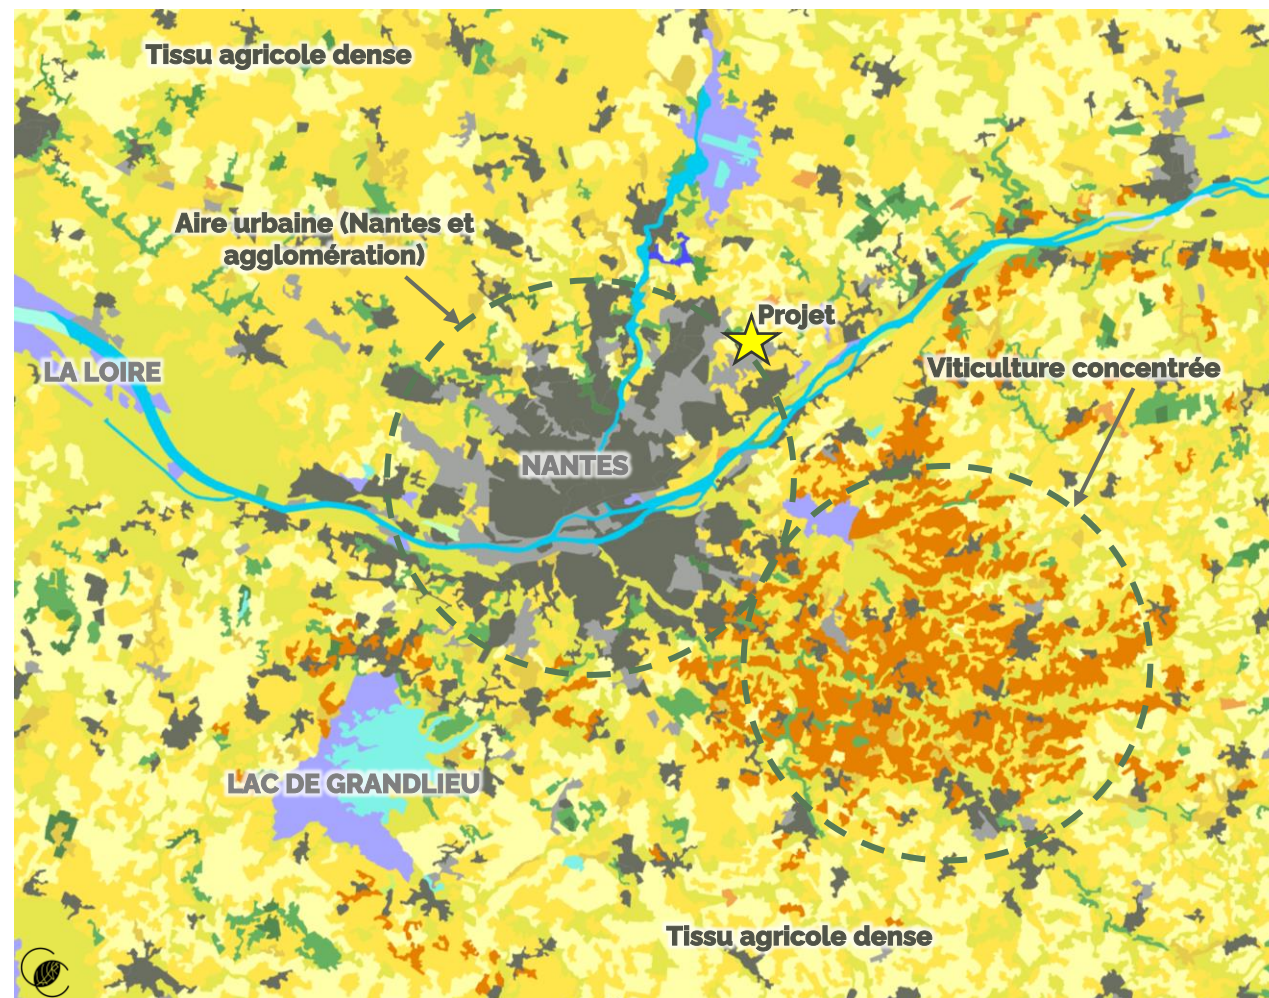 Tissu agricole dense
Aire urbaine (Nantes et
agglomération)
Projet
LA LOIRE
Viticulture concentrée
NANTES
LAC DE GRANDLIEU
Tissu agricole dense